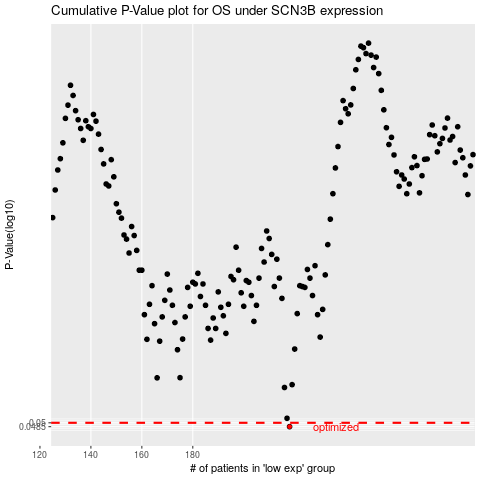 Cumulative P-Value plot for OS under SCN3B expression
P-Value(log10)
0.05
0.0485
optimized
120 140 160 180
# of patients in 'low exp' group